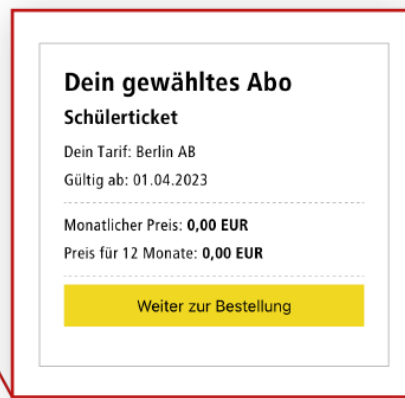 Dein gewähltes Abo
Schülerticket
Dein Tarif: Berlin AB
Gültig ab: 01.04.2023
Monatlicher Preis: 0,00 EUR
Preis für 12 Monate: 0,00 EUR
Weiter zur Bestellung